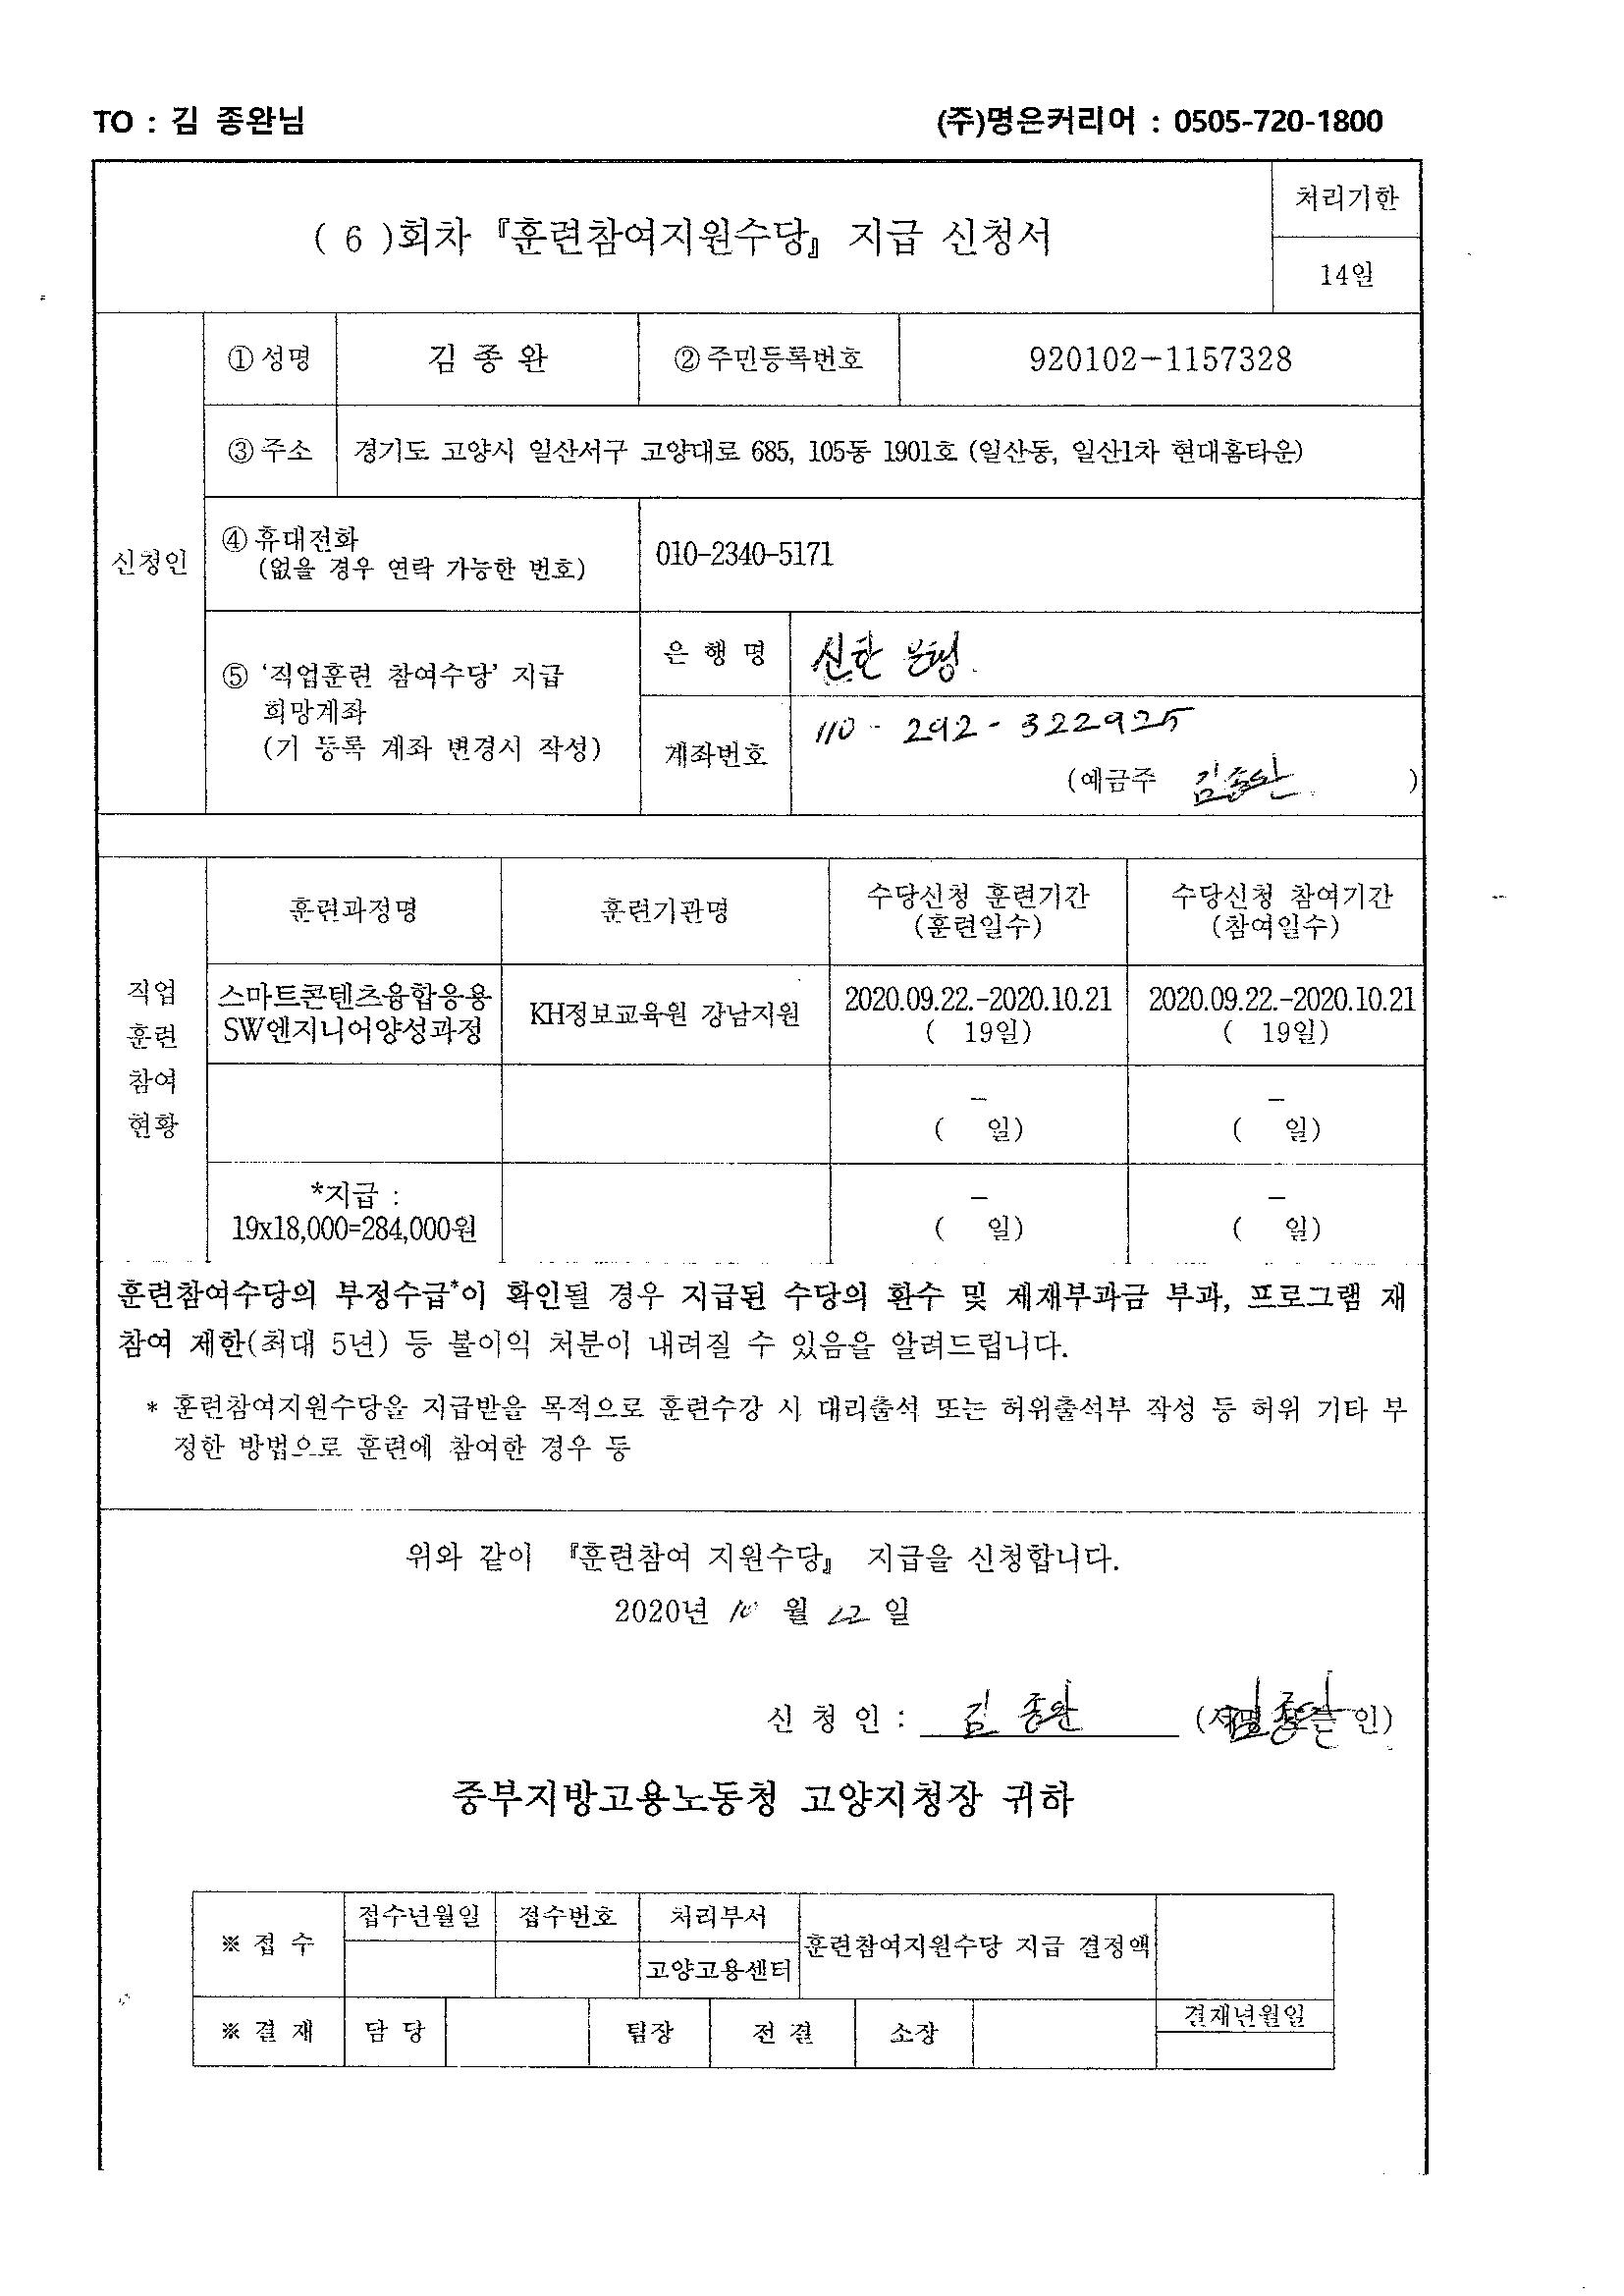 TO : 김 종완님
(주)명은커리어 : 0505-720-1800
( 6 )회차 『훈련참여지원수당』 지급 신청서
처리기한
14일
신청인
① 성명
김 종 완
② 주민등록번호
920102-1157328
③ 주소
경기도 고양시 일산서구 고양대로 685, 105동 1901호 (일산동, 일산1차 현대홈타운)
④ 휴대전화
(없을 경우 연락 가능한 번호)
010-2340-5171
⑤ '직업훈련 참여수당' 지급
희망계좌
(기 등록 계좌 변경시 작성)
은 행 명
신한 은행
계좌번호
110 - 292 - 322925
(예금주 김종완 )
직업
훈련
참여
현황
훈련과정명
훈련기관명
수당신청 훈련기간
(훈련일수)
수당신청 참여기간
(참여일수)
스마트콘텐츠융합응용
SW엔지니어양성과정
KH정보교육원 강남지원
2020.09.22.-2020.10.21
( 19일)
2020.09.22.-2020.10.21
( 19일)
-
( 일)
-
( 일)
*지급 :
19x18,000=284,000원
-
( 일)
-
( 일)
훈련참여수당의 부정수급*이 확인될 경우 지급된 수당의 환수 및 제재부과금 부과, 프로그램 재
참여 제한(최대 5년) 등 불이익 처분이 내려질 수 있음을 알려드립니다.
* 훈련참여지원수당을 지급받을 목적으로 훈련수강 시 대리출석 또는 허위출석부 작성 등 허위 기타 부
정한 방법으로 훈련에 참여한 경우 등
위와 같이 『훈련참여 지원수당』 지급을 신청합니다.
2020년 10 월 22 일
신 청 인 : 김 종완 (서명 또는 인)
김종완
중부지방고용노동청 고양지청장 귀하
※ 접 수
접수년월일
접수번호
처리부서
고양고용센터
훈련참여지원수당 지급 결정액
※ 결 재
담 당
팀장
전 결
소장
결재년월일